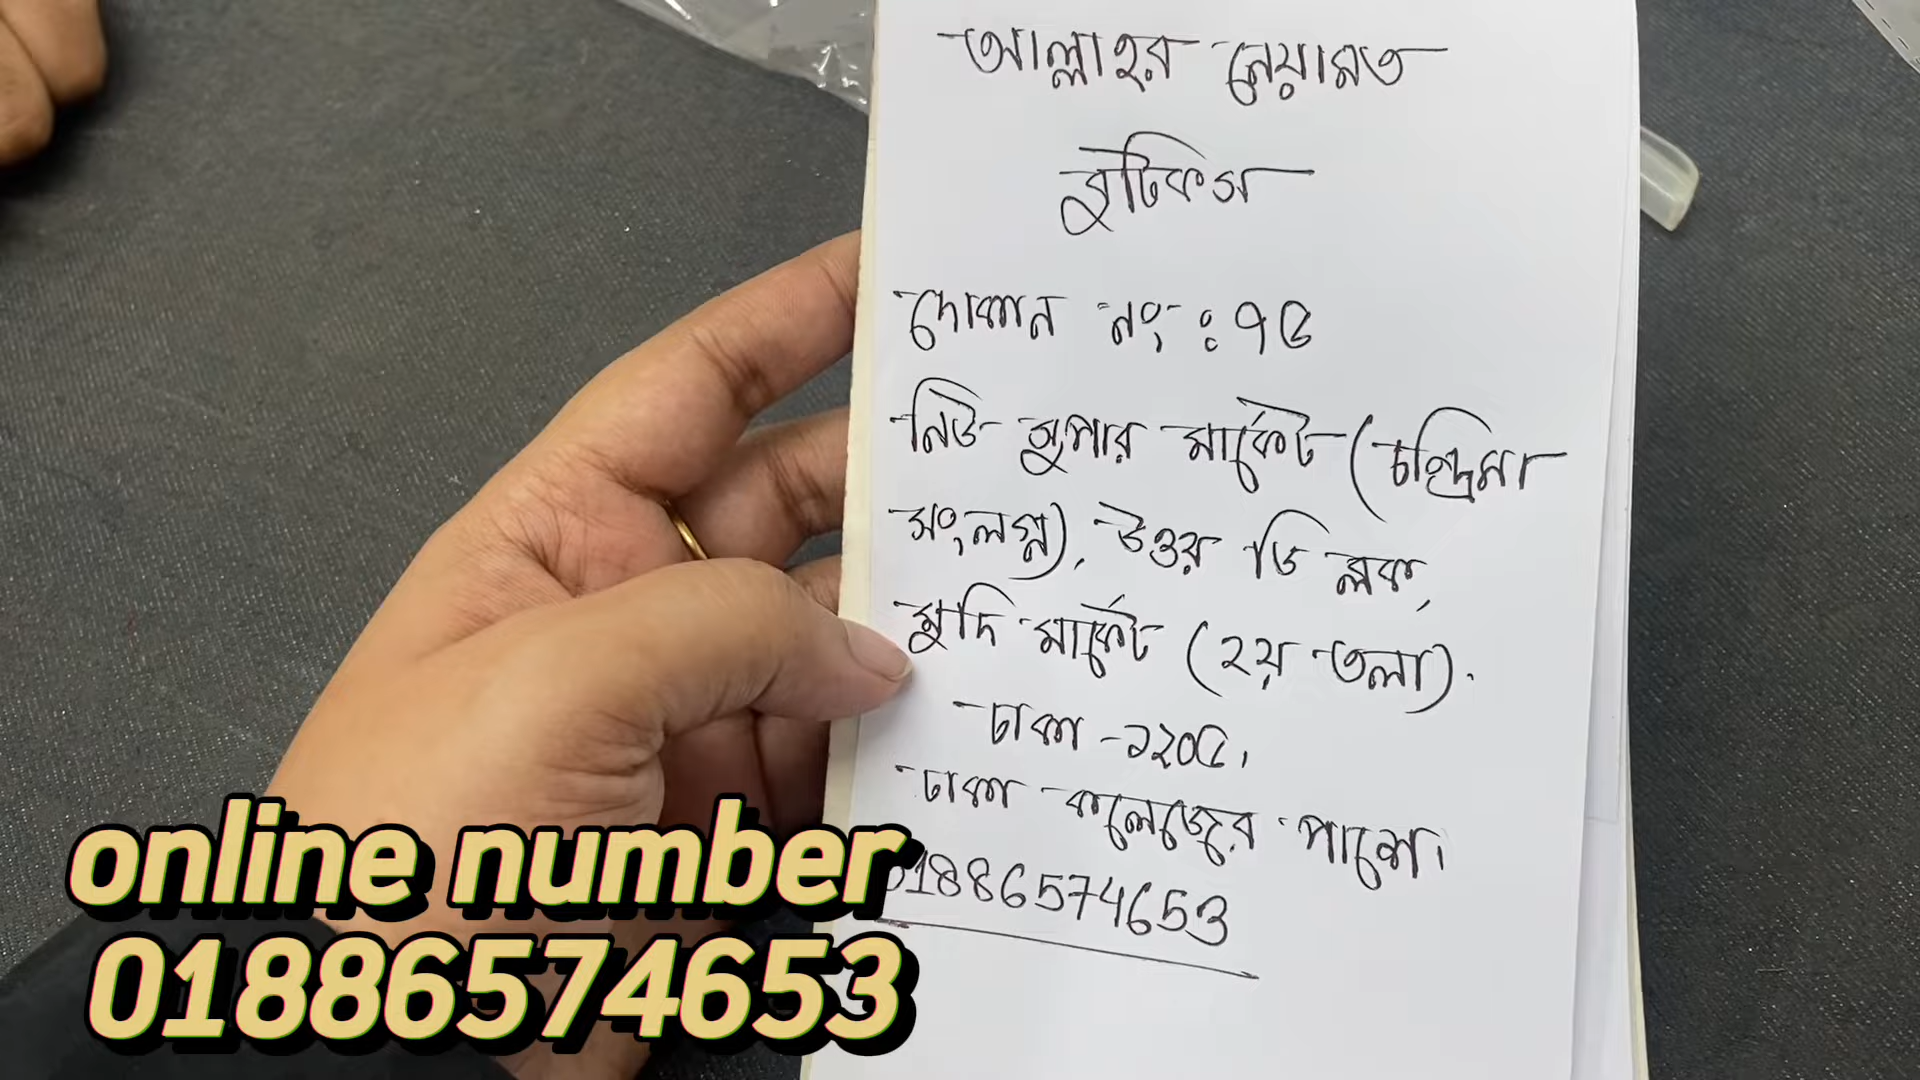 আল্লাহর নেয়ামত
বুটিকস
দোকান নং : ৭৫
নিউ সুপার মার্কেট (চন্দ্রিমা
সংলগ্ন), উত্তর ডি ব্লক,
মুদি মার্কেট (২য় তলা).
ঢাকা - ১২০৫।
ঢাকা কলেজের পাশে।
01886574653
online number
01886574653